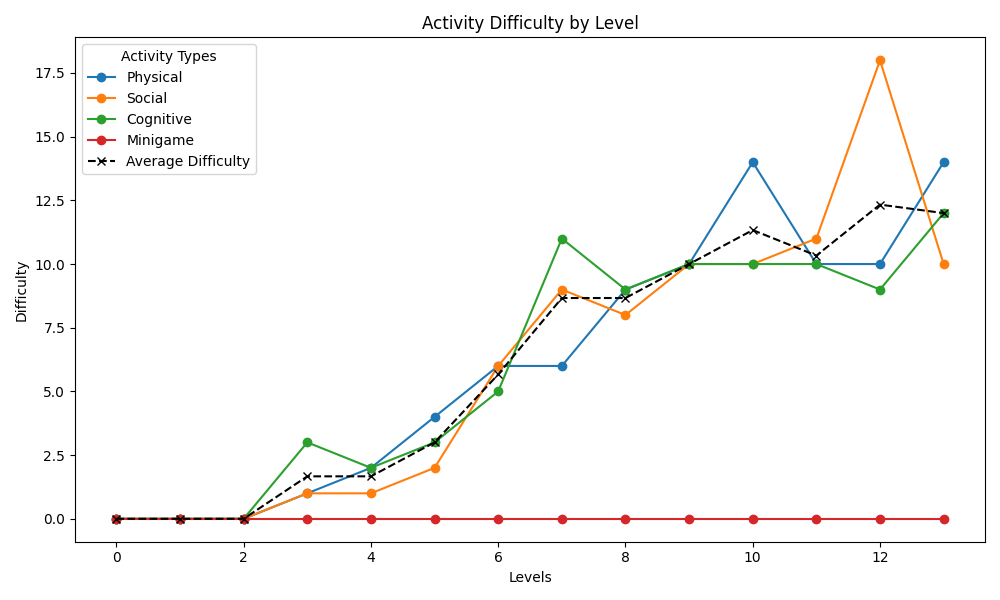 Activity Difficulty by Level
Activity Types
Physical
Social
Cognitive
Minigame
Average Difficulty
Difficulty
17.5
15.0
12.5
10.0
7.5
5.0
2.5
0.0
0 2 4 6 8 10 12
Levels